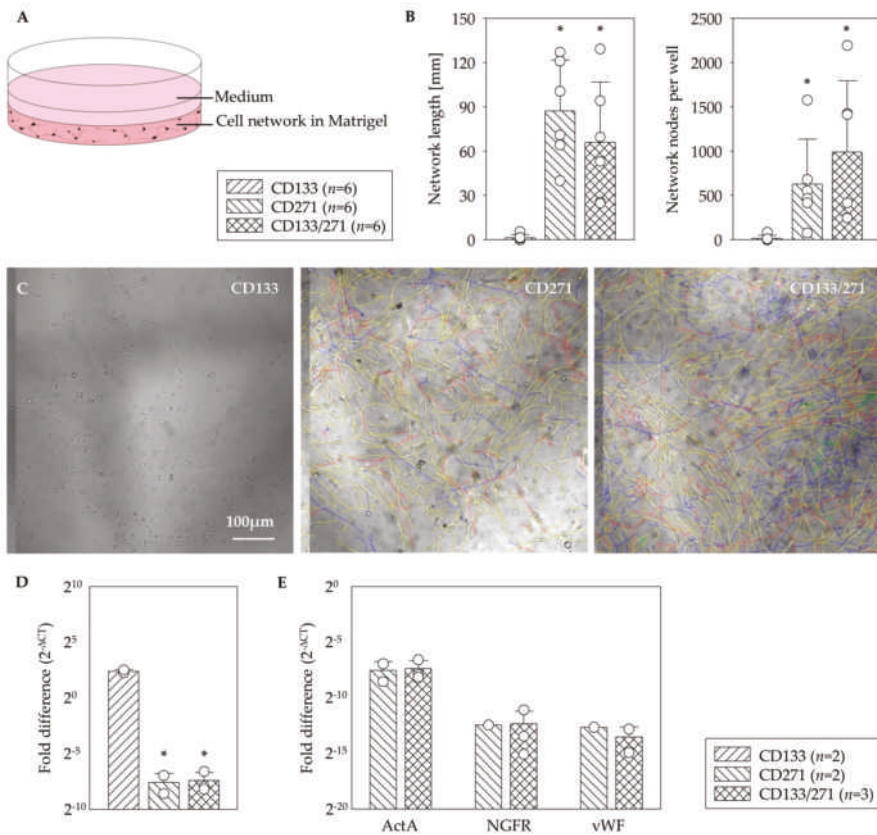 A
Medium
Cell network in Matrigel
CD133 (n=6)
CD271 (n=6)
CD133/271 (n=6)
B
Network length [mm]
150
120
90
60
30
0
*
*
Network nodes per well
2500
2000
1500
1000
500
0
*
*
C
CD133
100µm
CD271
CD133/271
D
Fold difference (2^-ΔCT)
2^10
2^5
2^0
2^-5
2^-10
*
*
E
Fold difference (2^-ΔCT)
2^0
2^-5
2^-10
2^-15
2^-20
ActA
NGFR
vWF
CD133 (n=2)
CD271 (n=2)
CD133/271 (n=3)